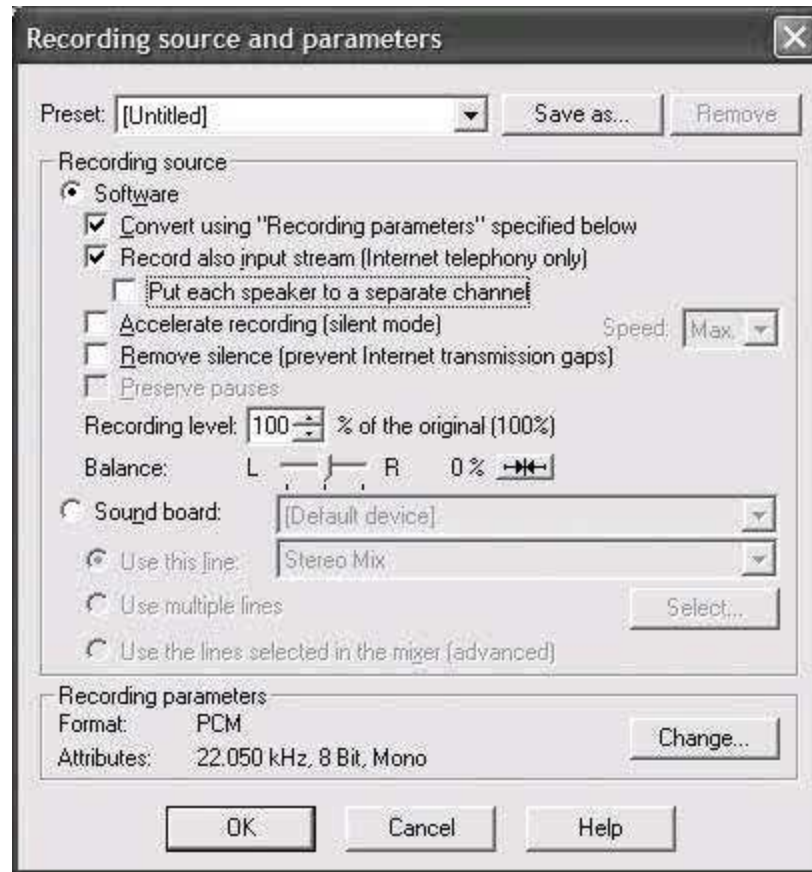 Recording source and parameters
Preset: [Untitled] Save as... Remove
Recording source
Software
Convert using "Recording parameters" specified below
Record also input stream (Internet telephony only)
Put each speaker to a separate channel
Accelerate recording (silent mode) Speed: Max.
Remove silence (prevent Internet transmission gaps)
Preserve pauses
Recording level: 100 % of the original (100%)
Balance: L R 0 %
Sound board: [Default device]
Use this line: Stereo Mix
Use multiple lines Select...
Use the lines selected in the mixer (advanced)
Recording parameters
Format: PCM
Attributes: 22.050 kHz, 8 Bit, Mono Change...
OK Cancel Help